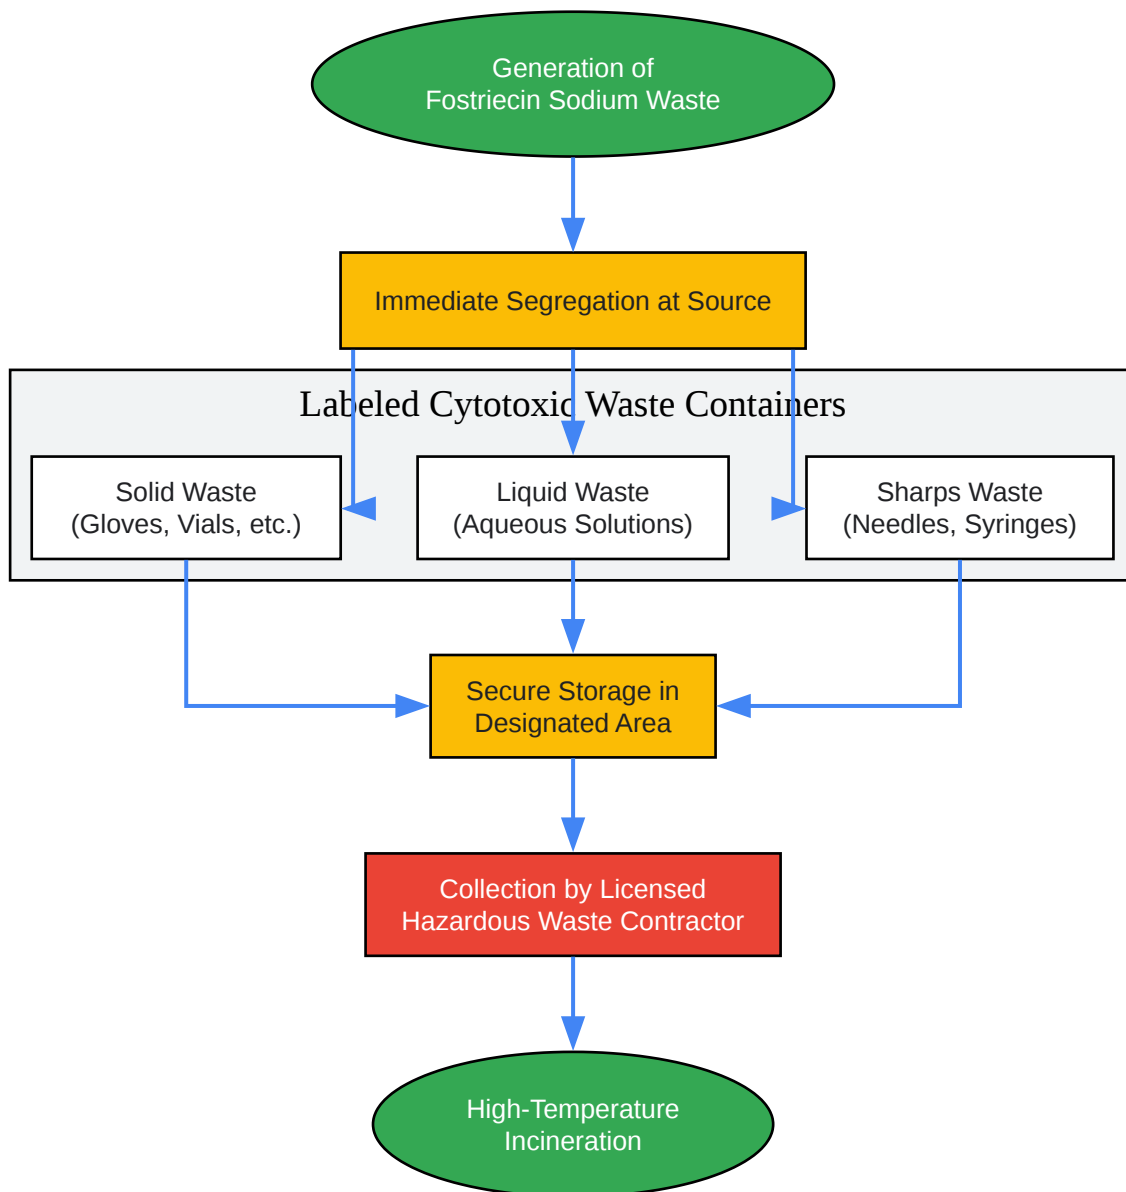 Generation of
Fostriecin Sodium Waste
Immediate Segregation at Source
Labeled Cytotoxic Waste Containers
Solid Waste
(Gloves, Vials, etc.)
Liquid Waste
(Aqueous Solutions)
Sharps Waste
(Needles, Syringes)
Secure Storage in
Designated Area
Collection by Licensed
Hazardous Waste Contractor
High-Temperature
Incineration